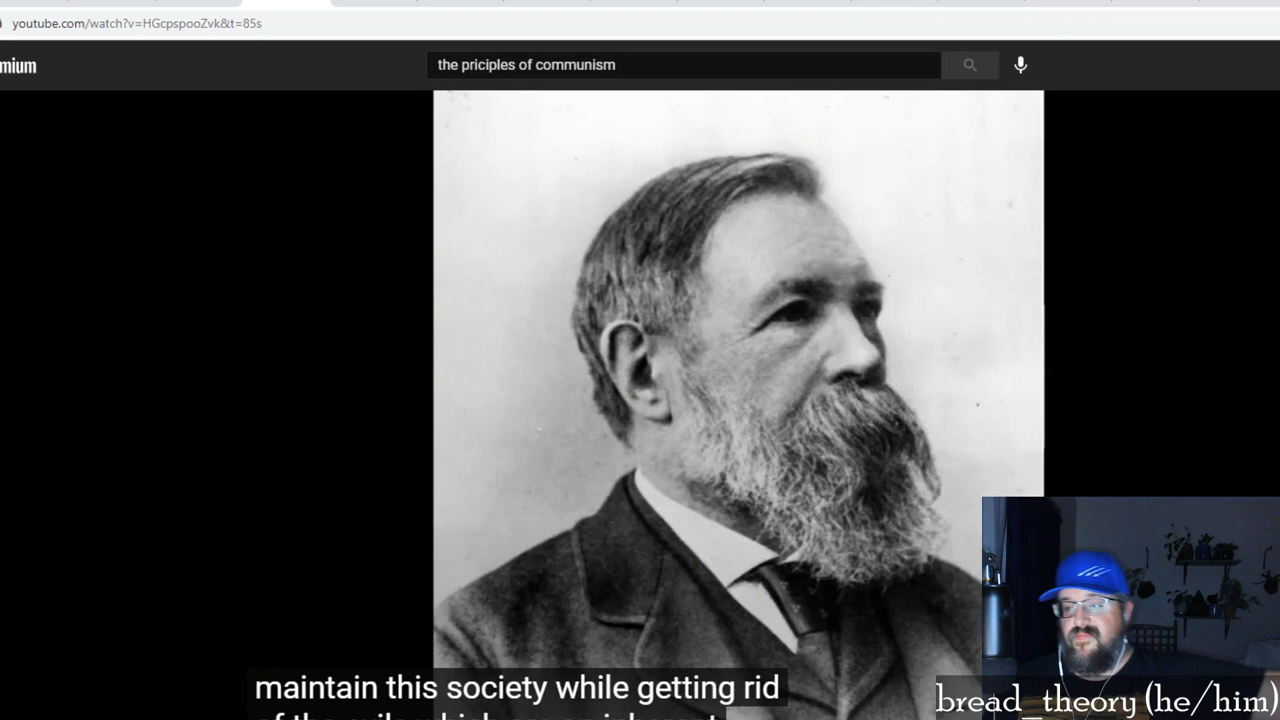 youtube.com/watch?v=HGcpspooZvk&t=85s
mium
the priciples of communism
maintain this society while getting rid
bread_theory (he/him)